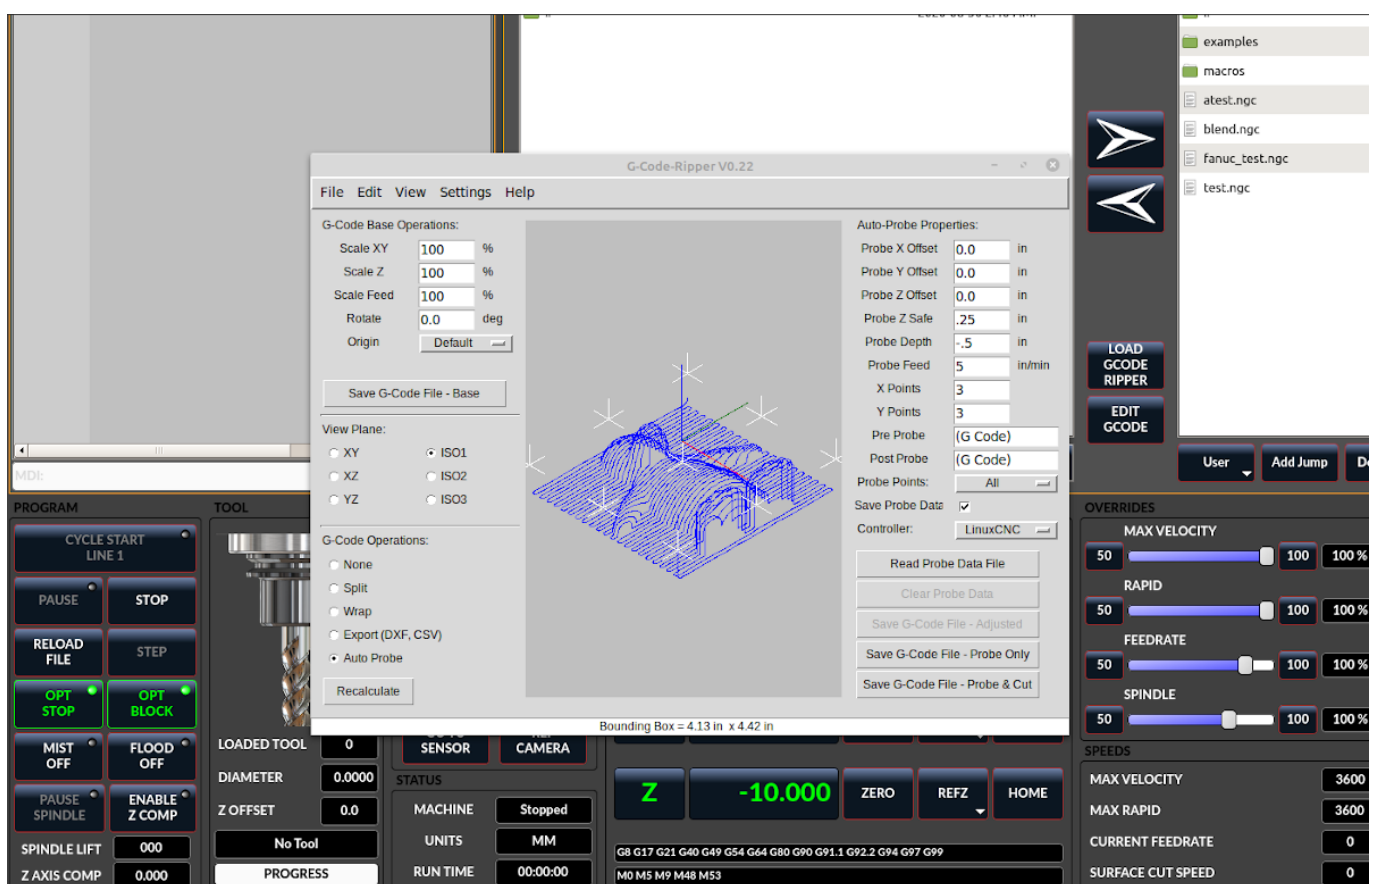 examples
macros
atest.ngc
blend.ngc
fanuc_test.ngc
test.ngc
G-Code-Ripper V0.22
File Edit View Settings Help
G-Code Base Operations:
Scale XY 100 %
Scale Z 100 %
Scale Feed 100 %
Rotate 0.0 deg
Origin Default
Save G-Code File - Base
View Plane:
XY ISO1
XZ ISO2
YZ ISO3
G-Code Operations:
None
Split
Wrap
Export (DXF, CSV)
Auto Probe
Recalculate
Auto-Probe Properties:
Probe X Offset 0.0 in
Probe Y Offset 0.0 in
Probe Z Offset 0.0 in
Probe Z Safe .25 in
Probe Depth -.5 in
Probe Feed 5 in/min
X Points 3
Y Points 3
Pre Probe (G Code)
Post Probe (G Code)
Probe Points: All
Save Probe Data
Controller: LinuxCNC
Read Probe Data File
Clear Probe Data
Save G-Code File - Adjusted
Save G-Code File - Probe Only
Save G-Code File - Probe & Cut
Bounding Box = 4.13 in x 4.42 in
LOAD
GCODE
RIPPER
EDIT
GCODE
User Add Jump
MDI:
PROGRAM
CYCLE START
LINE 1
PAUSE STOP
RELOAD
FILE
STEP
OPT
STOP
OPT
BLOCK
MIST
OFF
FLOOD
OFF
PAUSE
SPINDLE
ENABLE
Z COMP
SPINDLE LIFT 000
Z AXIS COMP 0.000
TOOL
LOADED TOOL 0
DIAMETER 0.0000
Z OFFSET 0.0
No Tool
PROGRESS
SENSOR
CAMERA
STATUS
MACHINE Stopped
UNITS MM
RUN TIME 00:00:00
Z -10.000 ZERO REFZ HOME
G8 G17 G21 G40 G49 G54 G64 G80 G90 G91.1 G92.2 G94 G97 G99
M0 M5 M9 M48 M53
OVERRIDES
MAX VELOCITY
50 100 100 %
RAPID
50 100 100 %
FEEDRATE
50 100 100 %
SPINDLE
50 100 100 %
SPEEDS
MAX VELOCITY 3600
MAX RAPID 3600
CURRENT FEEDRATE 0
SURFACE CUT SPEED 0